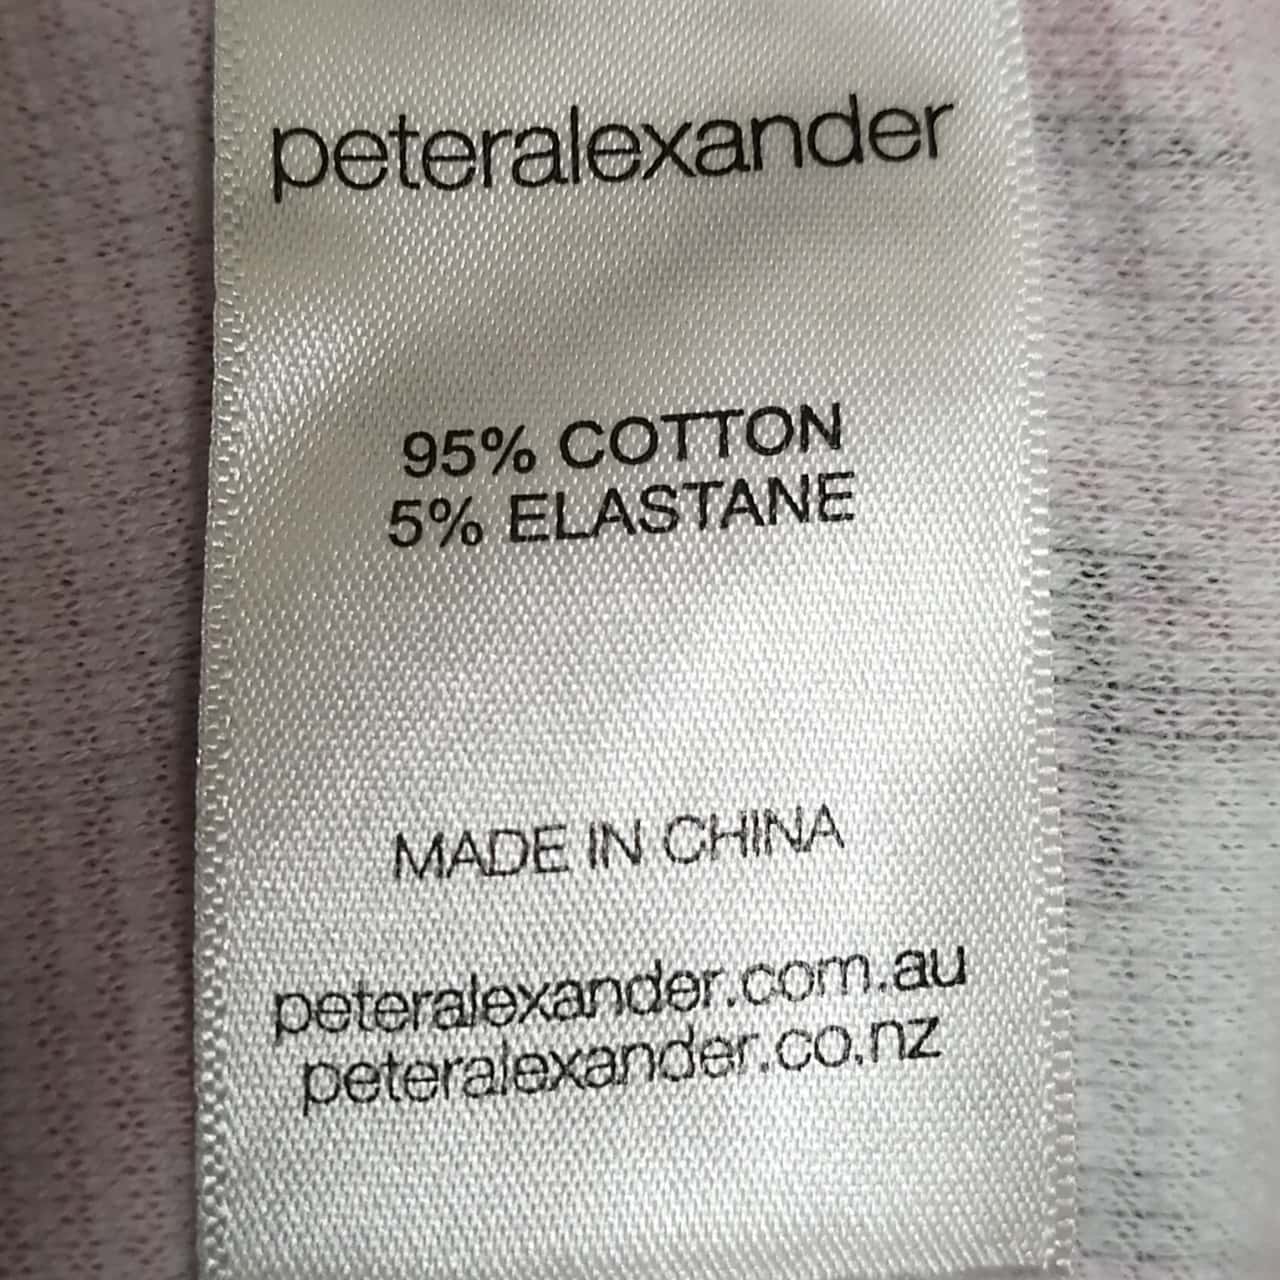 peteralexander
95% COTTON
5% ELASTANE
MADE IN CHINA
peteralexander.com.au
peteralexander.co.nz